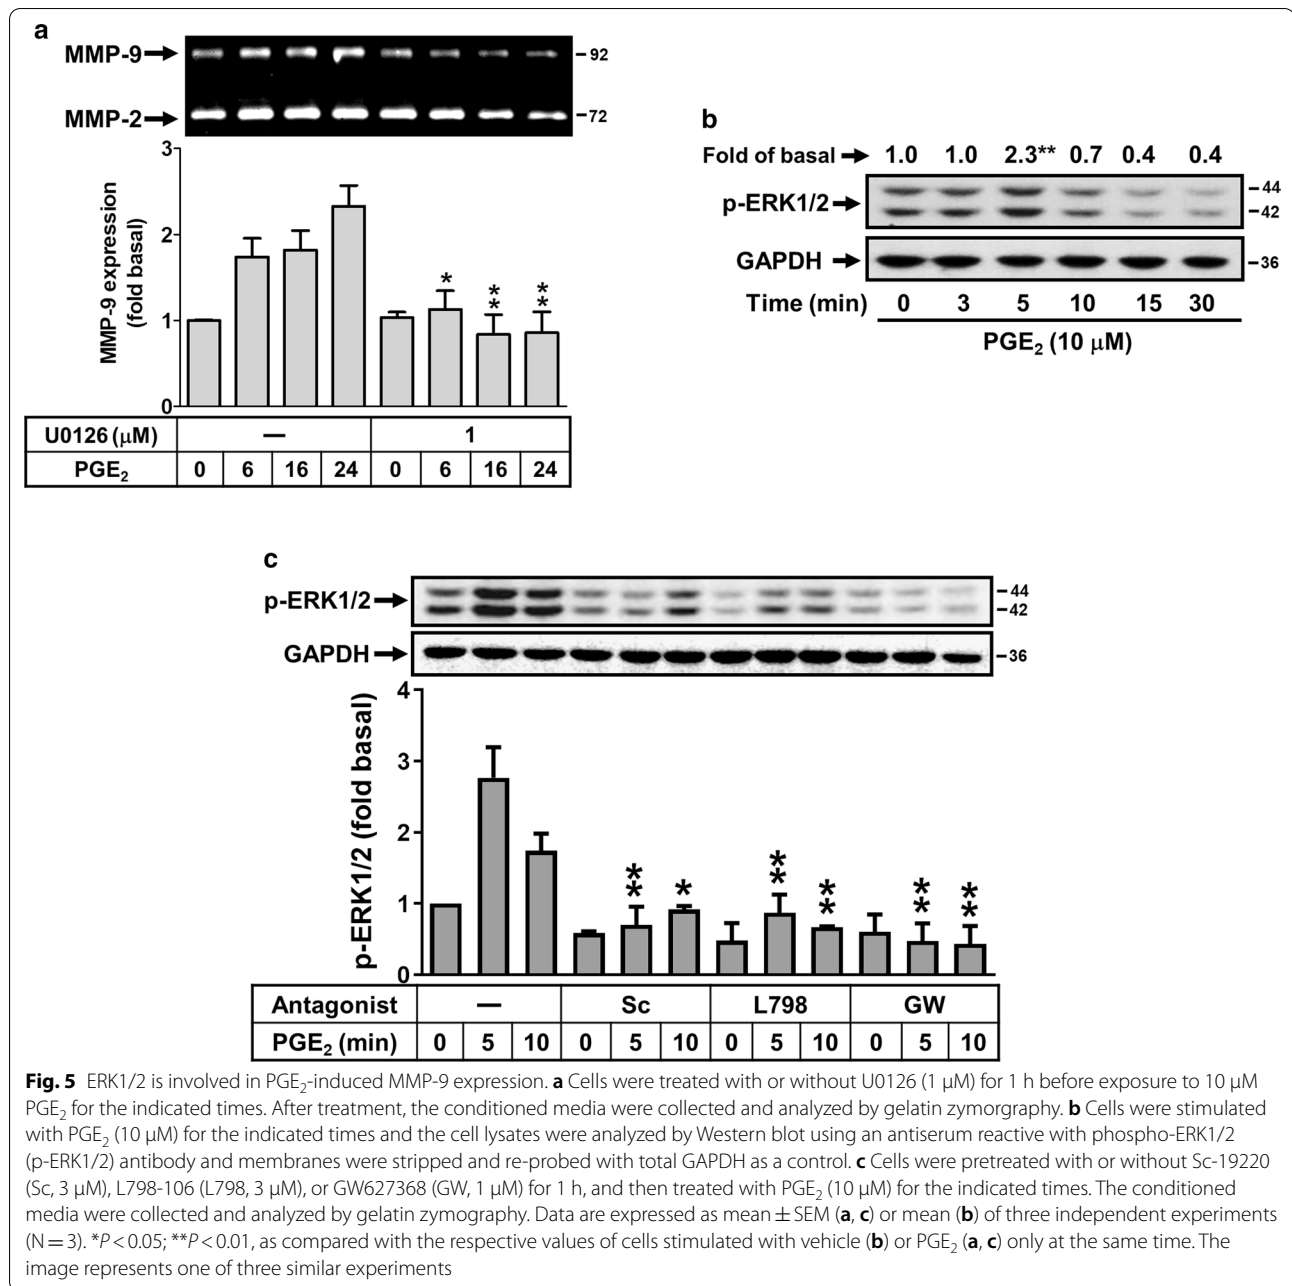 a
MMP-9
92
MMP-2
72
3
2
1
0
MMP-9 expression
(fold basal)
*
**
**
U0126 (μM) — 1
PGE₂ 0 6 16 24 0 6 16 24
b
Fold of basal 1.0 1.0 2.3** 0.7 0.4 0.4
p-ERK1/2
44
42
GAPDH
36
Time (min) 0 3 5 10 15 30
PGE₂ (10 μM)
c
p-ERK1/2
44
42
GAPDH
36
4
3
2
1
0
p-ERK1/2 (fold basal)
**
*
**
**
**
**
Antagonist — Sc L798 GW
PGE₂ (min) 0 5 10 0 5 10 0 5 10 0 5 10
Fig. 5 ERK1/2 is involved in PGE₂-induced MMP-9 expression. a Cells were treated with or without U0126 (1 μM) for 1 h before exposure to 10 μM
PGE₂ for the indicated times. After treatment, the conditioned media were collected and analyzed by gelatin zymorgraphy. b Cells were stimulated
with PGE₂ (10 μM) for the indicated times and the cell lysates were analyzed by Western blot using an antiserum reactive with phospho-ERK1/2
(p-ERK1/2) antibody and membranes were stripped and re-probed with total GAPDH as a control. c Cells were pretreated with or without Sc-19220
(Sc, 3 μM), L798-106 (L798, 3 μM), or GW627368 (GW, 1 μM) for 1 h, and then treated with PGE₂ (10 μM) for the indicated times. The conditioned
media were collected and analyzed by gelatin zymography. Data are expressed as mean ± SEM (a, c) or mean (b) of three independent experiments
(N = 3). *P < 0.05; **P < 0.01, as compared with the respective values of cells stimulated with vehicle (b) or PGE₂ (a, c) only at the same time. The
image represents one of three similar experiments